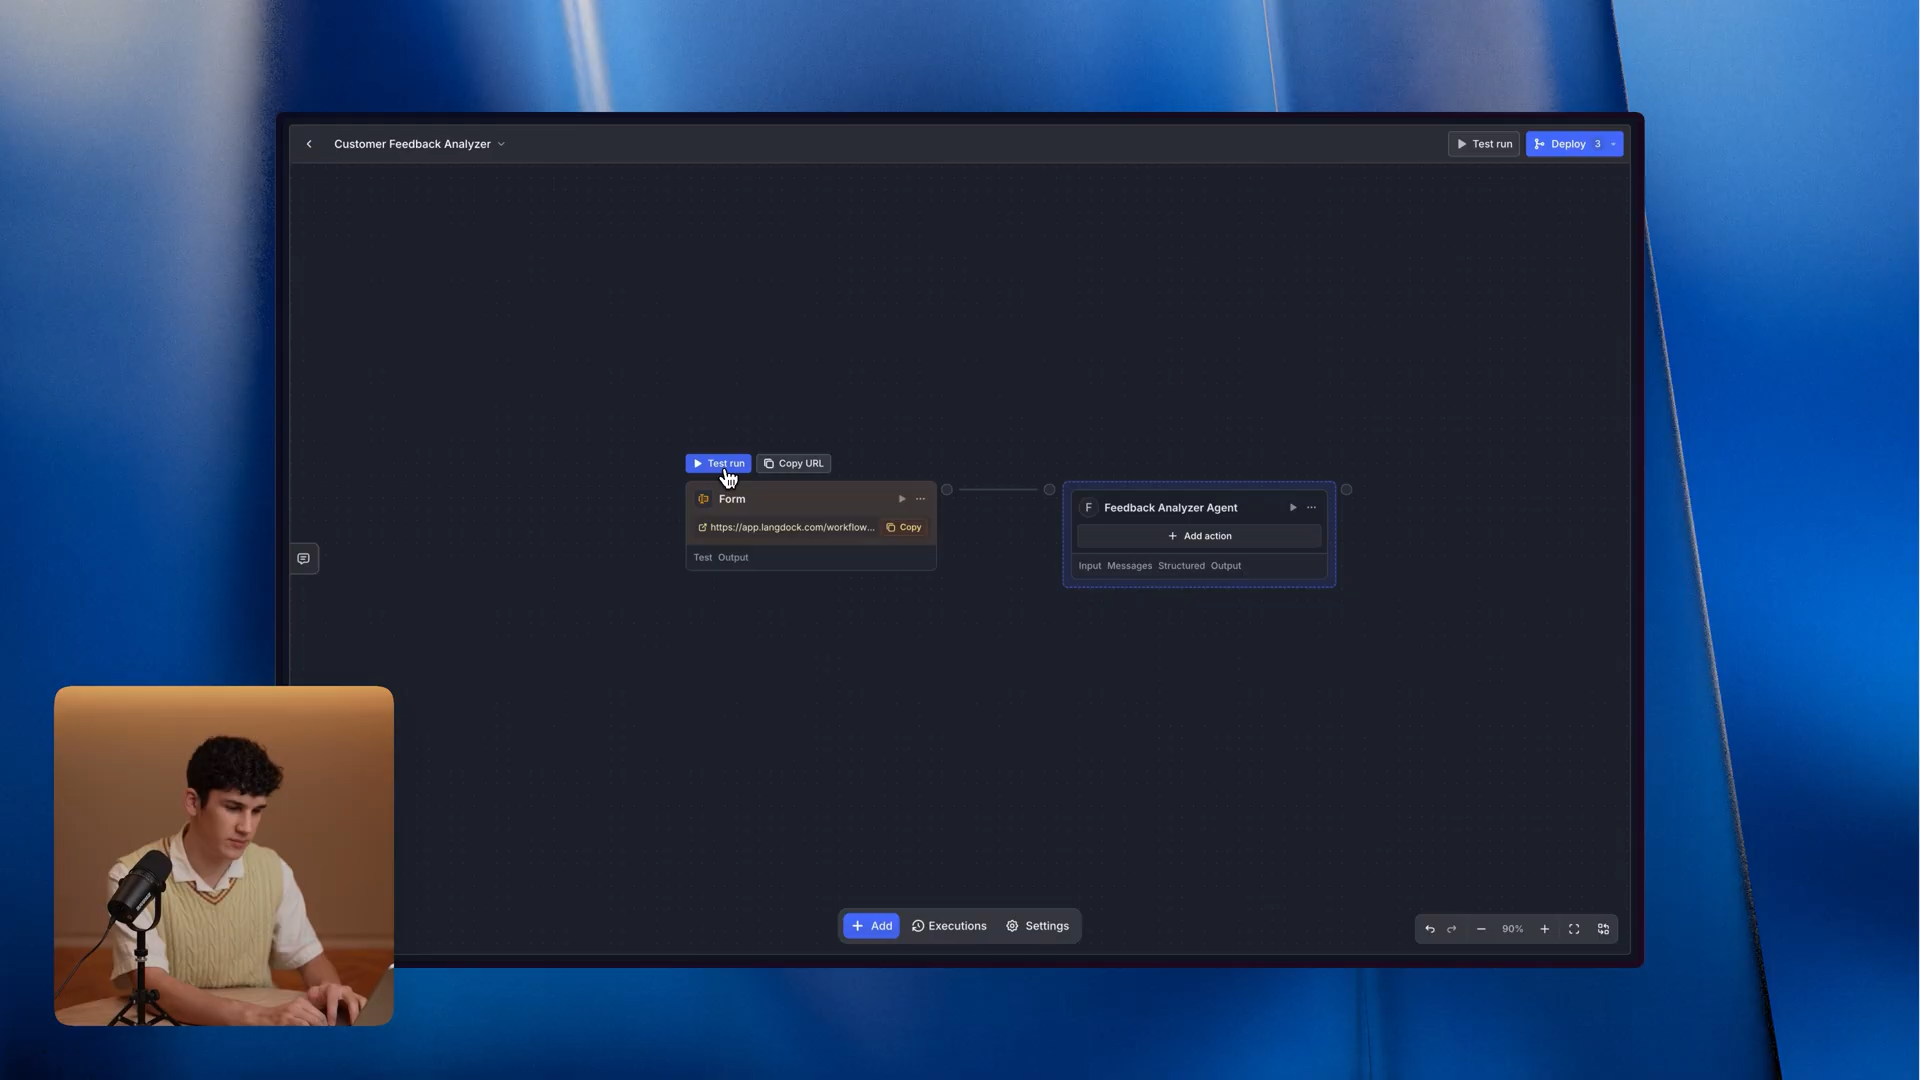 Customer Feedback Analyzer
Test run
Deploy 3
Test run Copy URL
Form
https://app.langdock.com/workflow... Copy
Test Output
F Feedback Analyzer Agent
Add action
Input Messages Structured Output
Add Executions Settings
90%